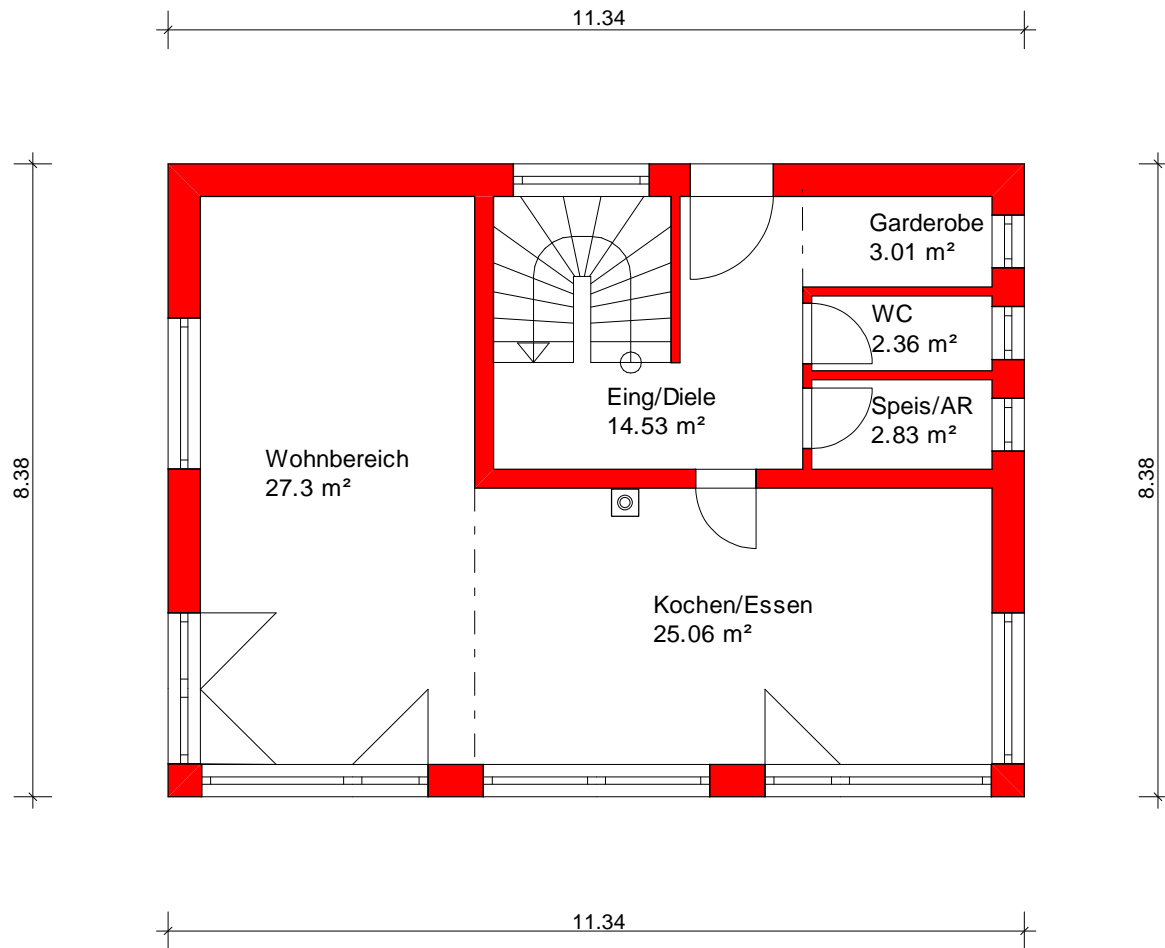 11.34
Garderobe
3.01 m²
WC
2.36 m²
Eing/Diele
14.53 m²
Speis/AR
2.83 m²
Wohnbereich
27.3 m²
8.38
8.38
Kochen/Essen
25.06 m²
11.34